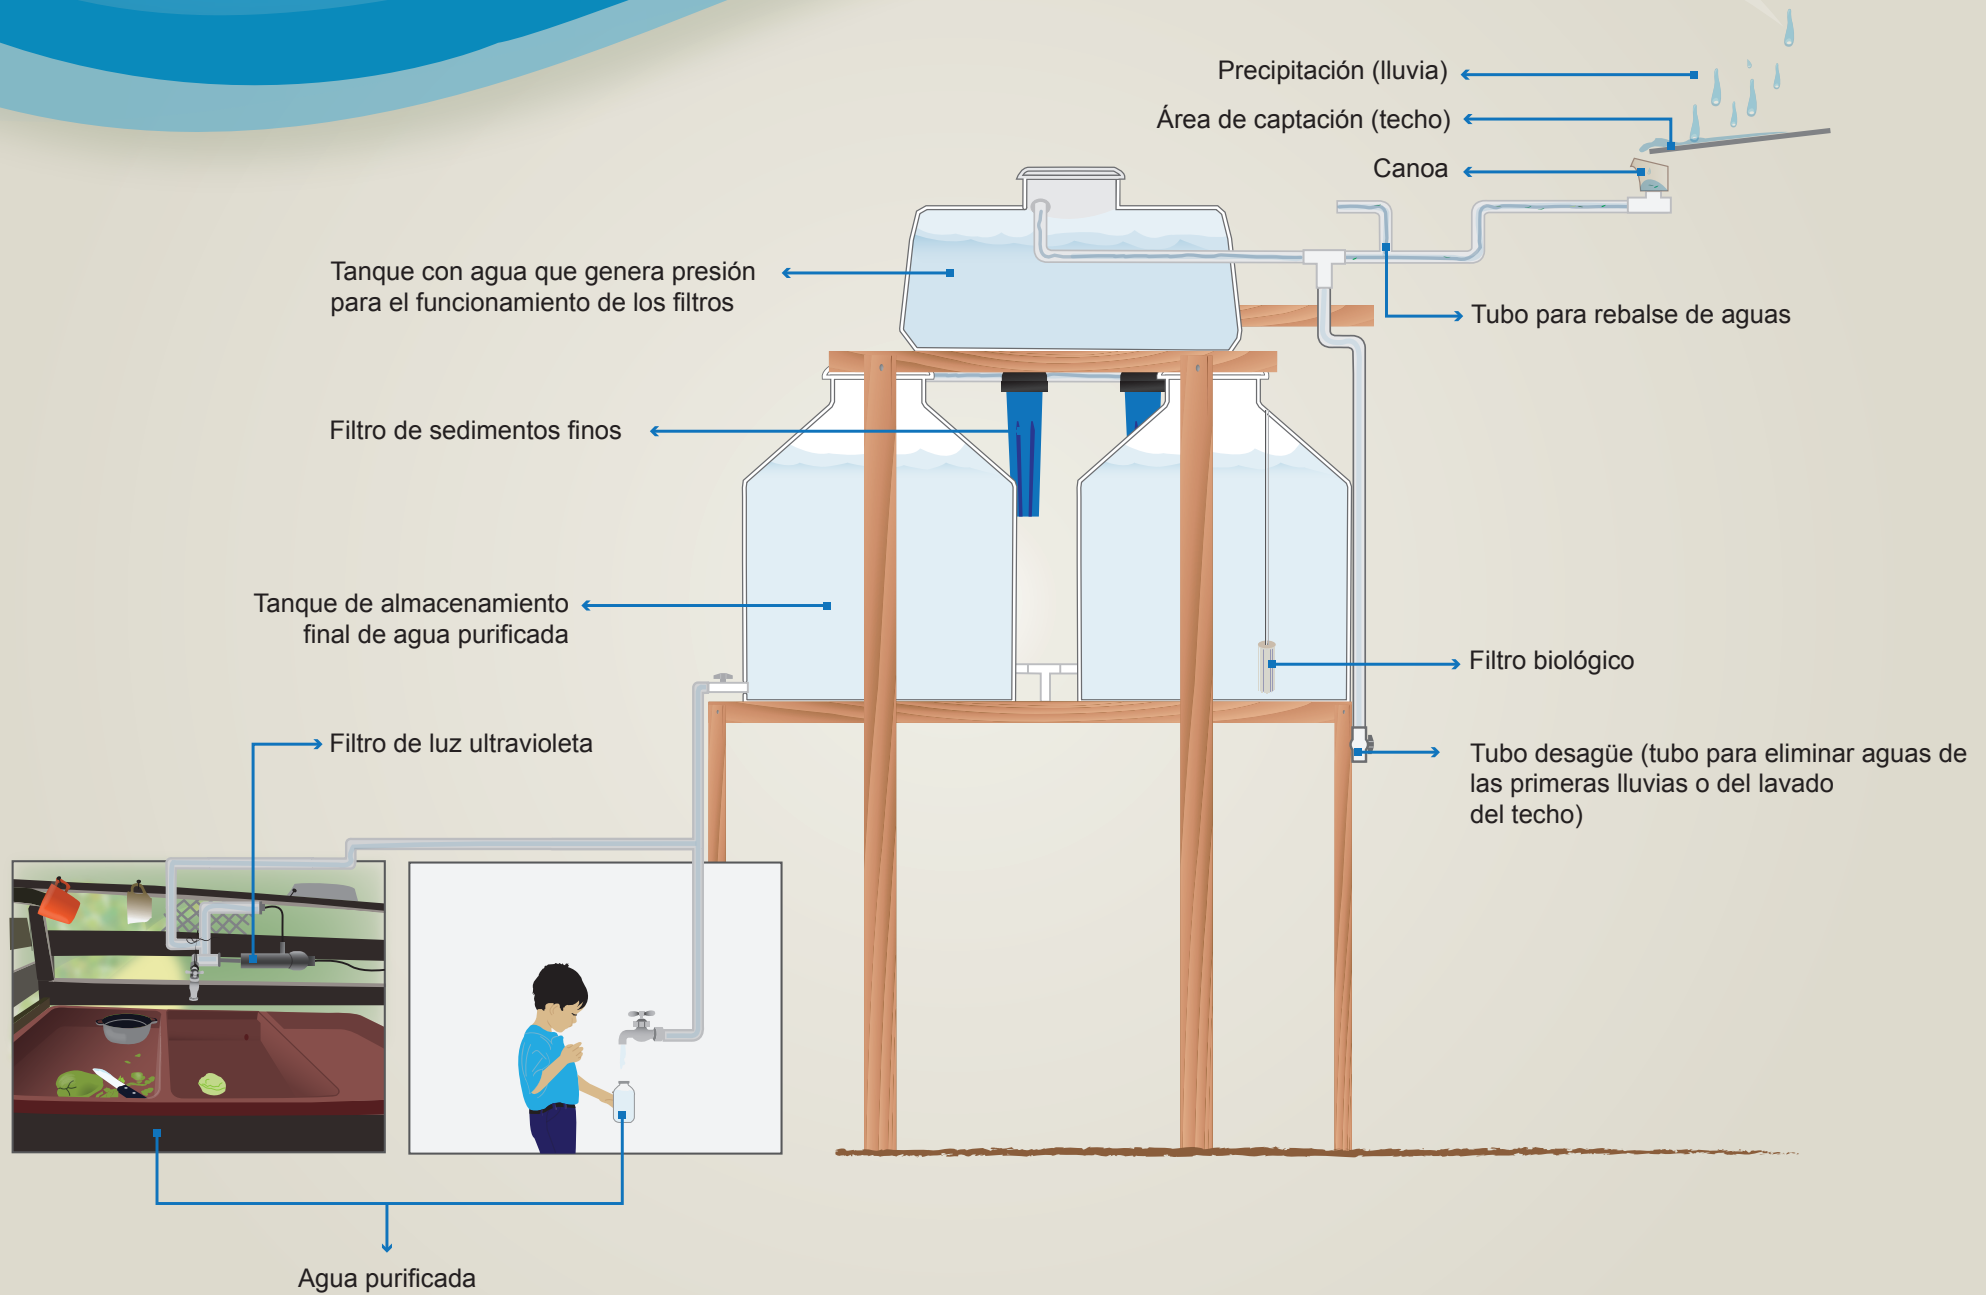 Precipitación (lluvia)
Área de captación (techo)
Canoa
Tanque con agua que genera presión
para el funcionamiento de los filtros
Tubo para rebalse de aguas
Filtro de sedimentos finos
Tanque de almacenamiento
final de agua purificada
Filtro biológico
Filtro de luz ultravioleta
Tubo desagüe (tubo para eliminar aguas de
las primeras lluvias o del lavado
del techo)
Agua purificada